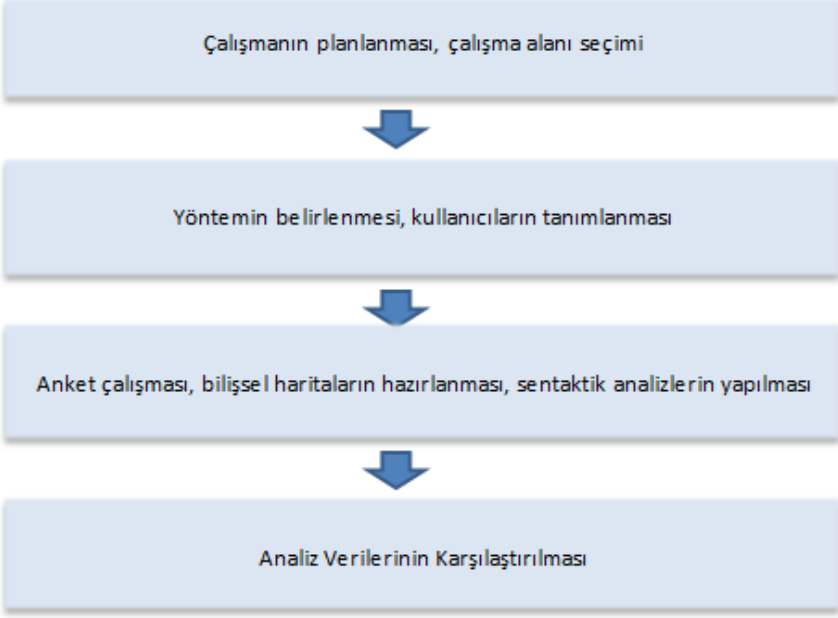 Çalışmanın planlanması, çalışma alanı seçimi
Yöntemin belirlenmesi, kullanıcıların tanımlanması
Anket çalışması, bilişsel haritaların hazırlanması, sentaktik analizlerin yapılması
Analiz Verilerinin Karşılaştırılması